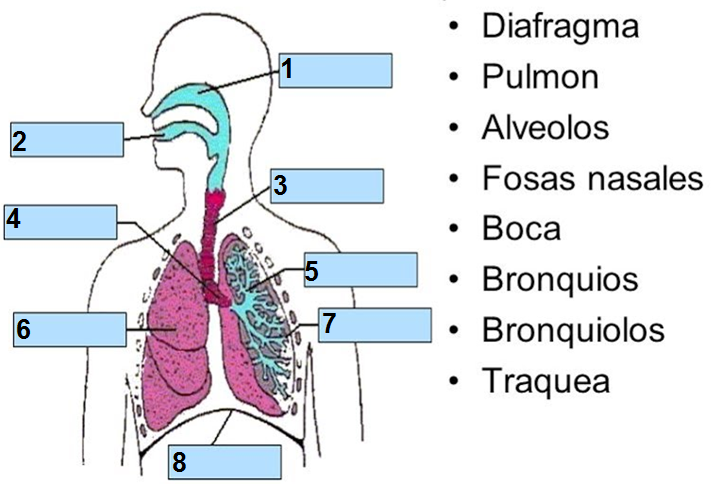 1
2
3
4
5
6
7
8
• Diafragma
• Pulmon
• Alveolos
• Fosas nasales
• Boca
• Bronquios
• Bronquiolos
• Traquea